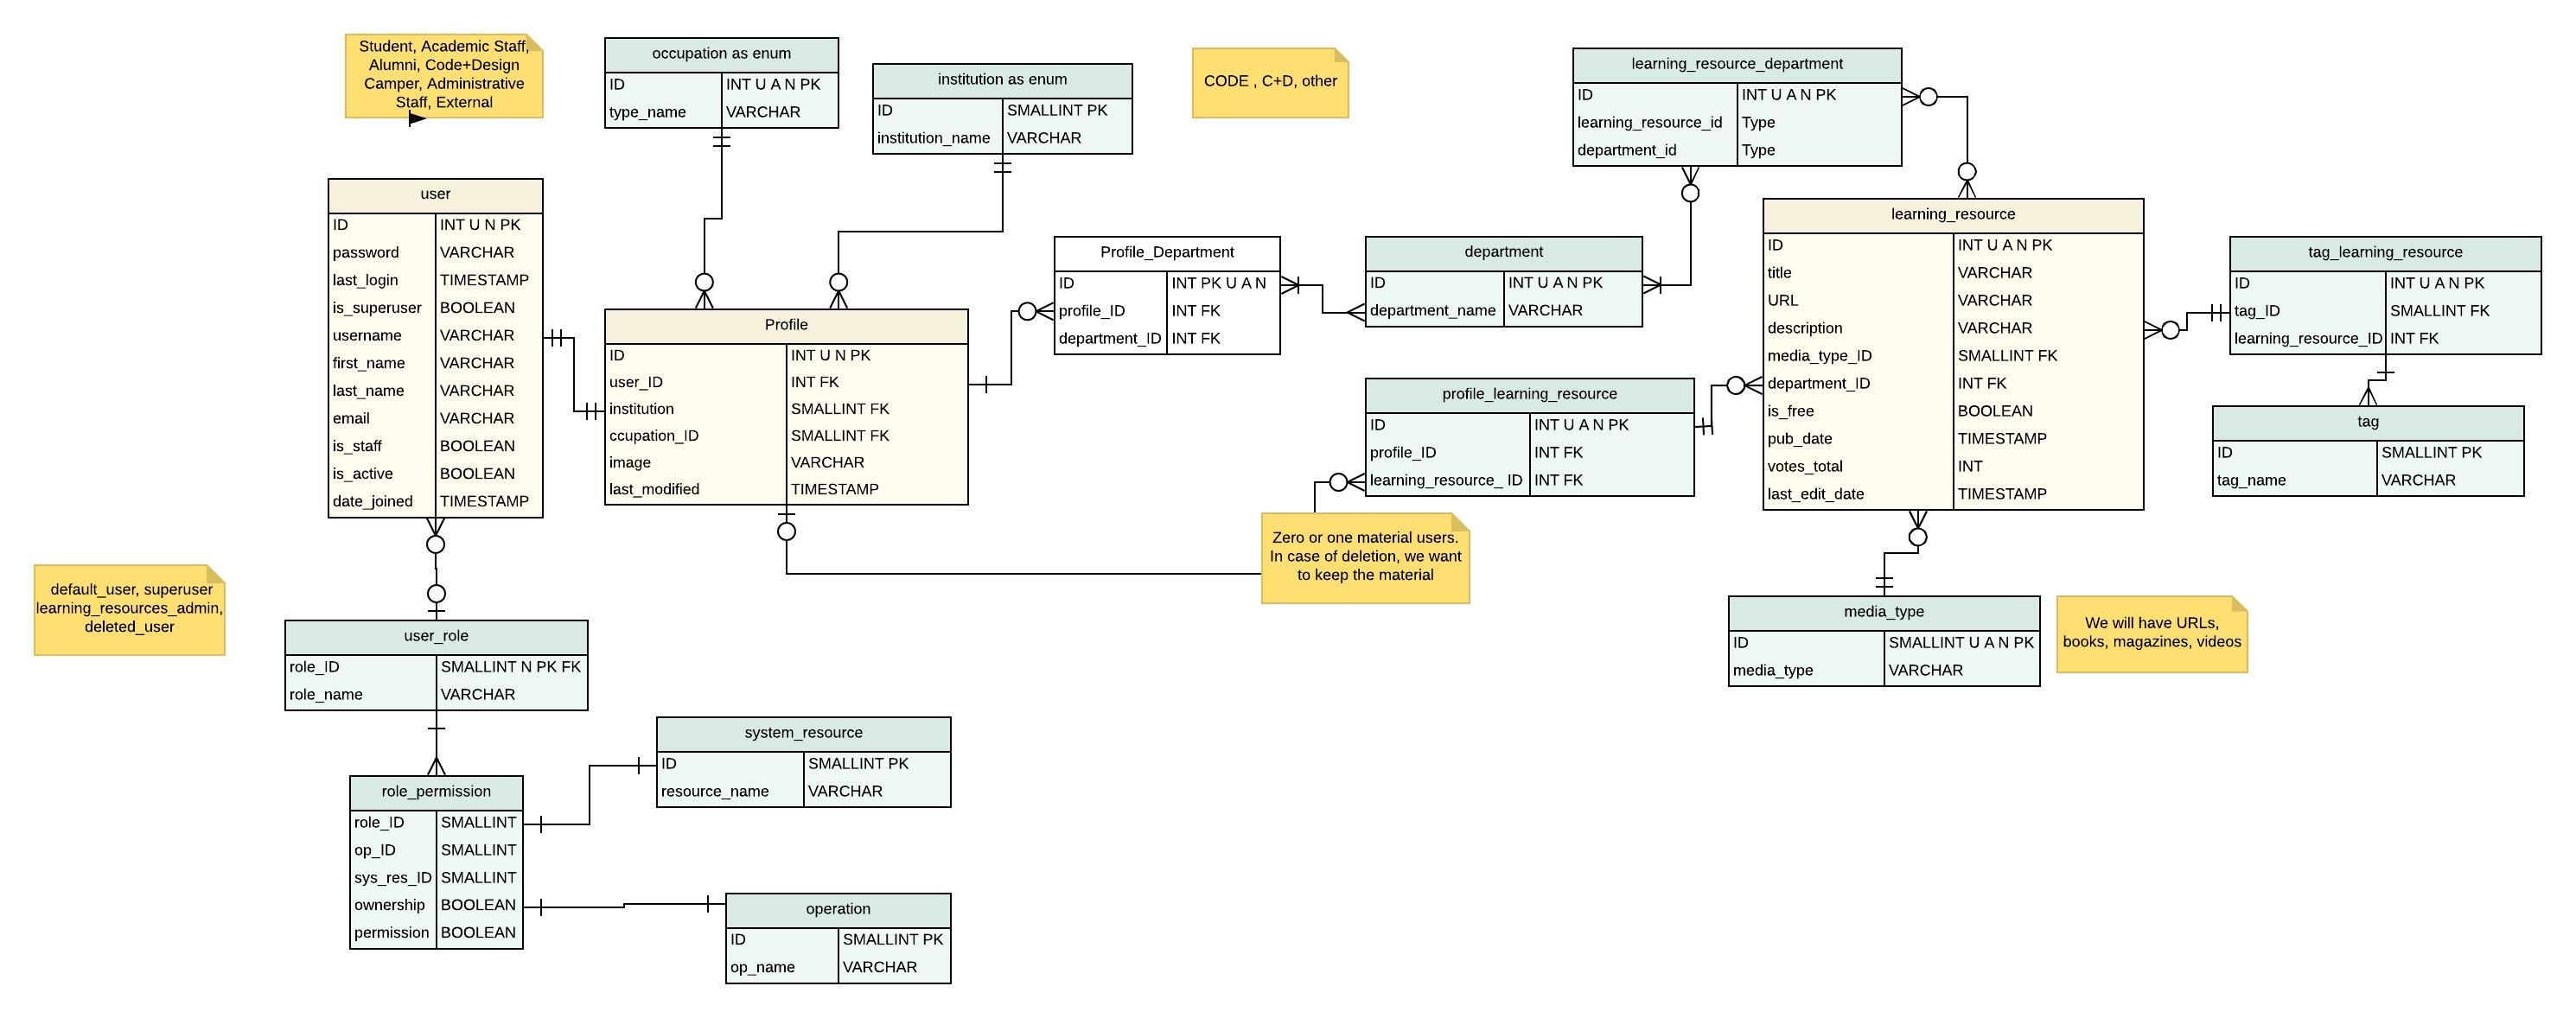 Student, Academic Staff,
Alumni, Code+Design
Camper, Administrative
Staff, External
occupation as enum
ID INT U A N PK
type_name VARCHAR
institution as enum
ID SMALLINT PK
institution_name VARCHAR
CODE , C+D, other
learning_resource_department
ID INT U A N PK
learning_resource_id Type
department_id Type
user
ID INT U N PK
password VARCHAR
last_login TIMESTAMP
is_superuser BOOLEAN
username VARCHAR
first_name VARCHAR
last_name VARCHAR
email VARCHAR
is_staff BOOLEAN
is_active BOOLEAN
date_joined TIMESTAMP
Profile
ID INT U N PK
user_ID INT FK
institution SMALLINT FK
ccupation_ID SMALLINT FK
image VARCHAR
last_modified TIMESTAMP
Profile_Department
ID INT PK U A N
profile_ID INT FK
department_ID INT FK
department
ID INT U A N PK
department_name VARCHAR
learning_resource
ID INT U A N PK
title VARCHAR
URL VARCHAR
description VARCHAR
media_type_ID SMALLINT FK
department_ID INT FK
is_free BOOLEAN
pub_date TIMESTAMP
votes_total INT
last_edit_date TIMESTAMP
tag_learning_resource
ID INT U A N PK
tag_ID SMALLINT FK
learning_resource_ID INT FK
profile_learning_resource
ID INT U A N PK
profile_ID INT FK
learning_resource_ ID INT FK
tag
ID SMALLINT PK
tag_name VARCHAR
Zero or one material users.
In case of deletion, we want
to keep the material
default_user, superuser
learning_resources_admin,
deleted_user
user_role
role_ID SMALLINT N PK FK
role_name VARCHAR
media_type
ID SMALLINT U A N PK
media_type VARCHAR
We will have URLs,
books, magazines, videos
system_resource
ID SMALLINT PK
resource_name VARCHAR
role_permission
role_ID SMALLINT
op_ID SMALLINT
sys_res_ID SMALLINT
ownership BOOLEAN
permission BOOLEAN
operation
ID SMALLINT PK
op_name VARCHAR